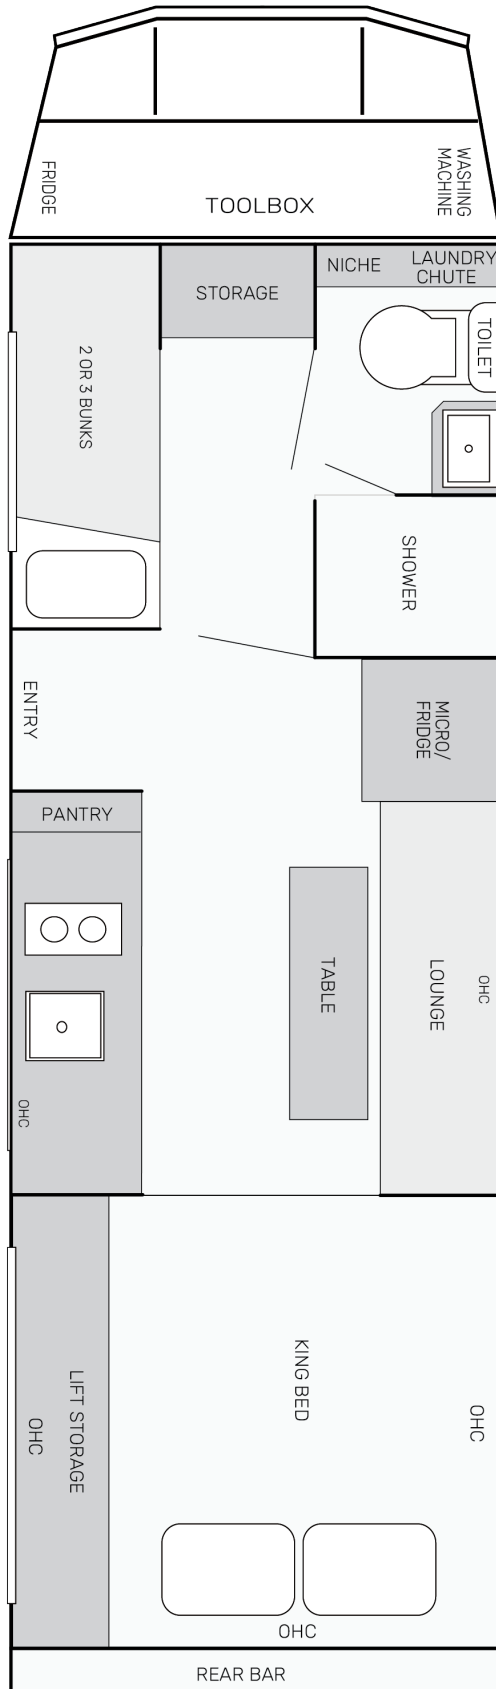 FRIDGE
TOOLBOX
WASHING
MACHINE
STORAGE
NICHE
LAUNDRY
CHUTE
TOILET
2 OR 3 BUNKS
SHOWER
ENTRY
MICRO/
FRIDGE
PANTRY
TABLE
LOUNGE
OHC
OHC
KING BED
LIFT STORAGE
OHC
OHC
OHC
REAR BAR